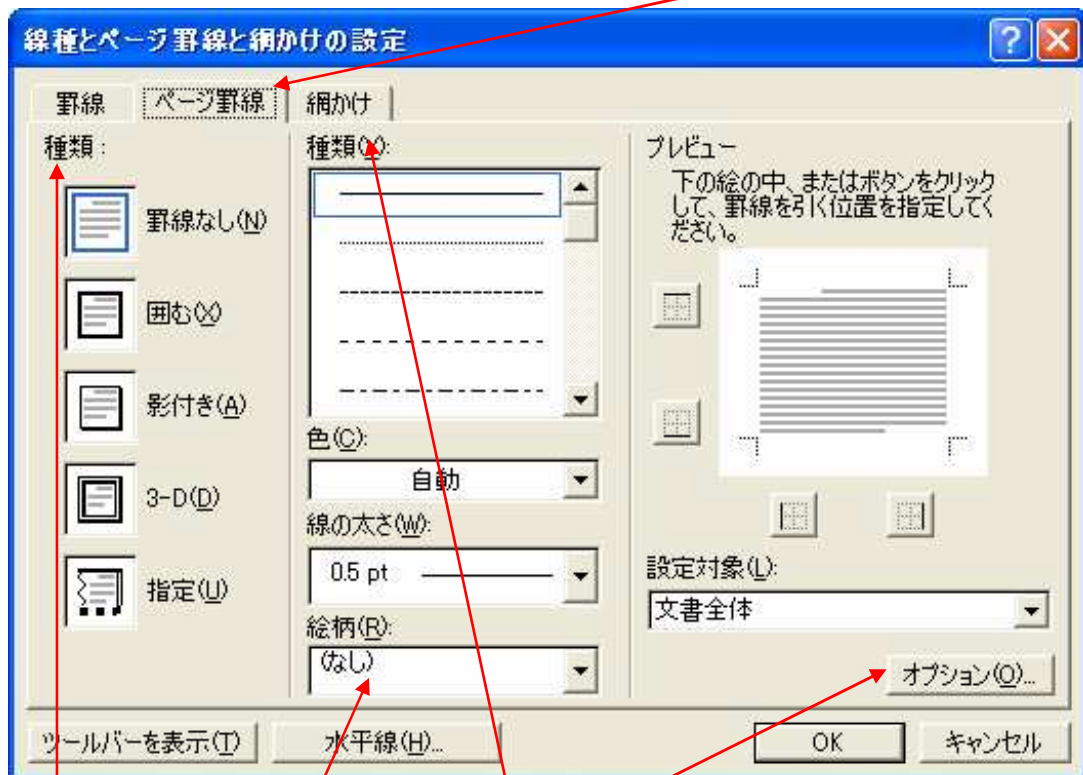 線種とページ罫線と網かけの設定
罫線
ページ罫線
網かけ
種類:
罫線なし(N)
囲む(X)
影付き(A)
3-D(D)
指定(U)
種類(Y):
色(C):
自動
線の太さ(W):
0.5 pt
絵柄(R):
(なし)
プレビュー
下の絵の中、またはボタンをクリック
して、罫線を引く位置を指定してく
ださい。
設定対象(L):
文書全体
オプション(O)...
ツールバーを表示(T)
水平線(H)...
OK
キャンセル